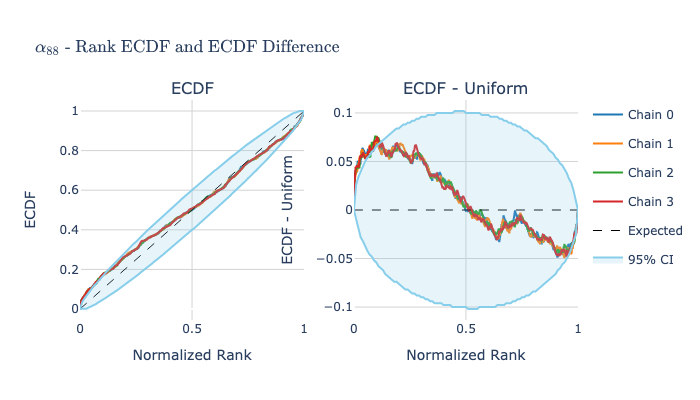 α₈₈ - Rank ECDF and ECDF Difference
ECDF
ECDF - Uniform
ECDF
1
0.8
0.6
0.4
0.2
0
0
0.5
1
Normalized Rank
ECDF - Uniform
0.1
0.05
0
−0.05
−0.1
0
0.5
1
Normalized Rank
Chain 0
Chain 1
Chain 2
Chain 3
Expected
95% CI